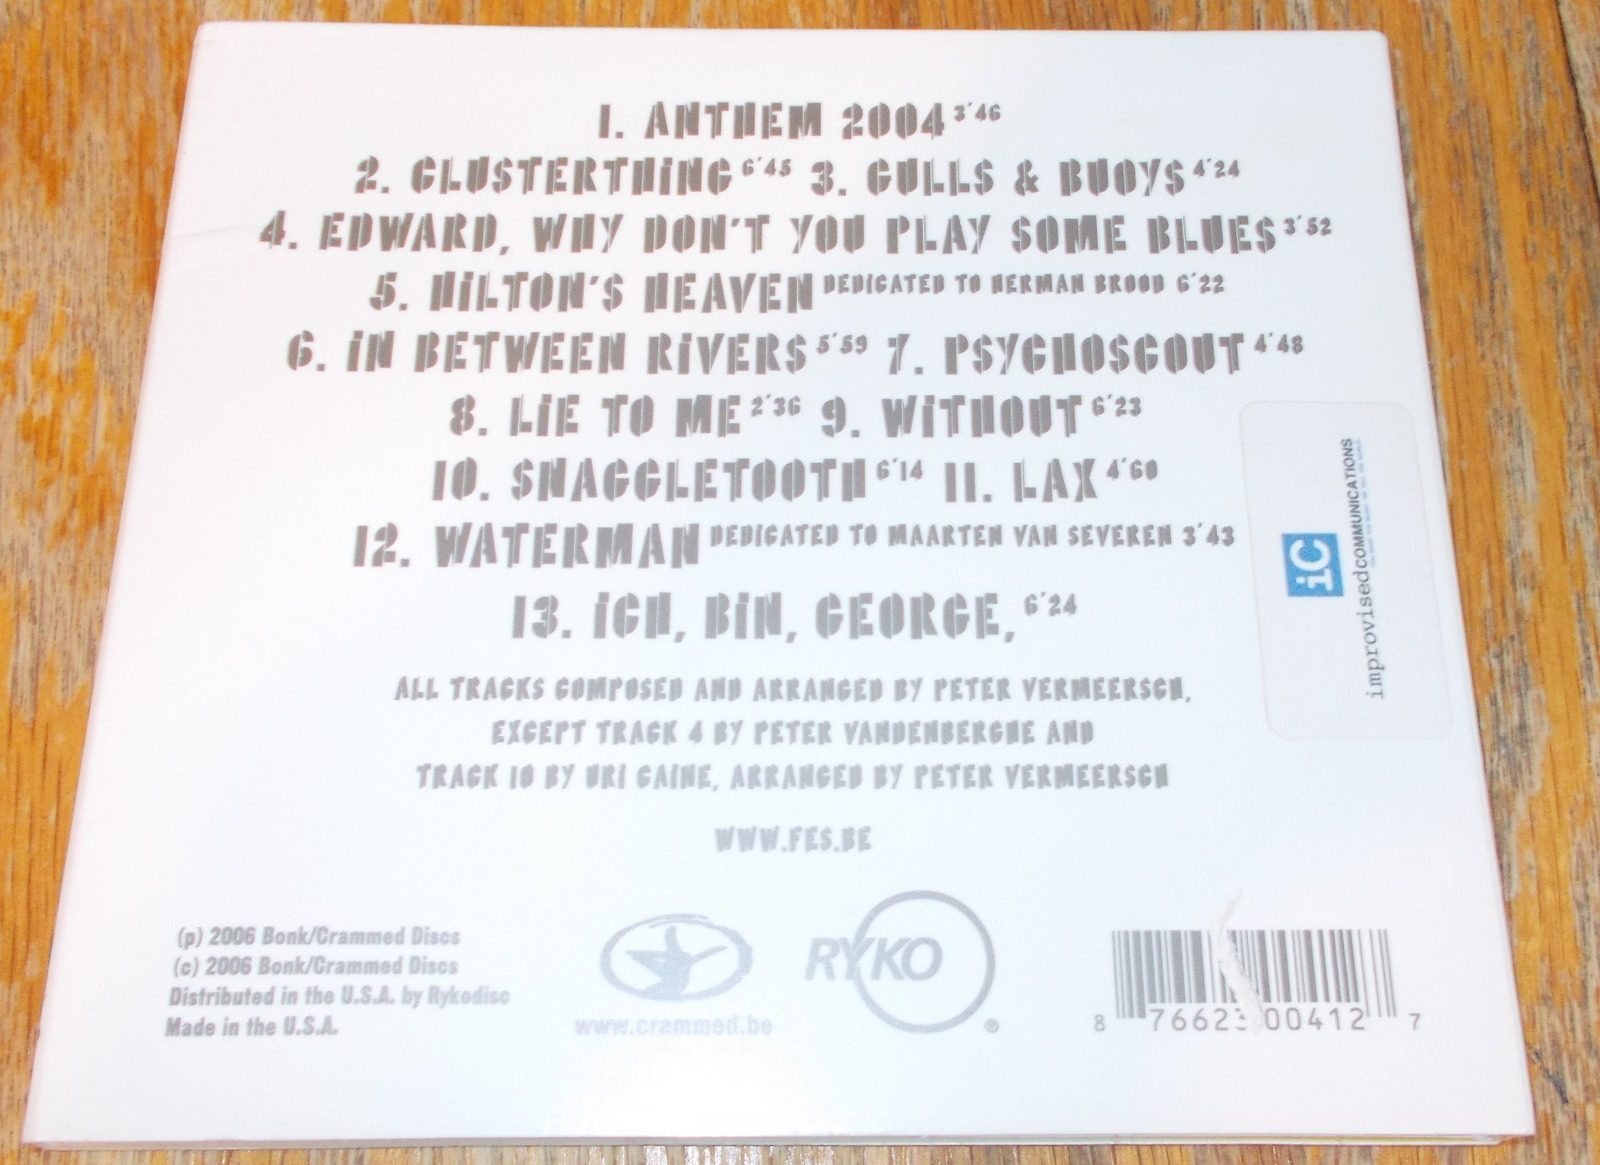 1. ANTHEM 2004 3'46
2. CLUSTERTHiNG 6'45 3. GULLS & BUOYS 4'24
4. EDWARD, WHY DON'T YOU PLAY SOME BLUES 3'52
5. HiLTON'S HEAVEN DEDICATED TO HERMAN BROOD 6'22
6. iN BETWEEN RiVERS 5'59 7. PSYCHOSCOUT 4'48
8. LiE TO ME 2'36 9. WiTHOUT 6'23
10. SNAGGLETOOTH 6'14 11. LAX 4'60
12. WATERMAN DEDICATED TO MAARTEN VAN SEVEREN 3'43
13. iCH, BiN, GEORGE, 6'24
ALL TRACKS COMPOSED AND ARRANGED BY PETER VERMEERSCH,
EXCEPT TRACK 4 BY PETER VANDENBERGHE AND
TRACK 10 BY URI CAINE, ARRANGED BY PETER VERMEERSCH
WWW.FES.BE
(p) 2006 Bonk/Crammed Discs
(c) 2006 Bonk/Crammed Discs
Distributed in the U.S.A. by Rykodisc
Made in the U.S.A.
www.crammed.be
RYKO
®
8 76623 00412 7
iC
improvisedCOMMUNICATIONS